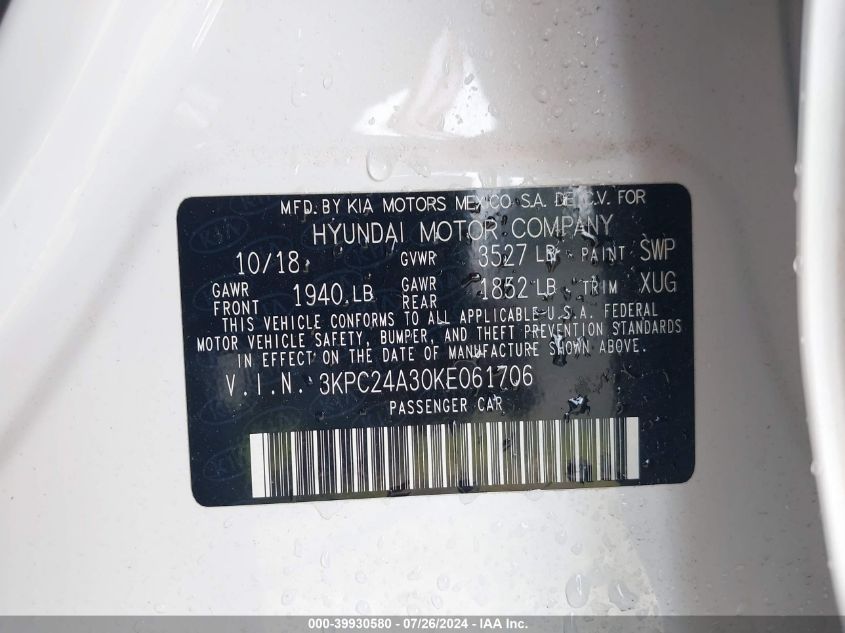 MFD. BY KIA MOTORS MEXICO S.A. DE C.V. FOR
HYUNDAI MOTOR COMPANY
10/18 GVWR 3527 LB PAINT SWP
GAWR FRONT 1940 LB GAWR REAR 1852 LB TRIM XUG
THIS VEHICLE CONFORMS TO ALL APPLICABLE U.S.A. FEDERAL
MOTOR VEHICLE SAFETY, BUMPER, AND THEFT PREVENTION STANDARDS
IN EFFECT ON THE DATE OF MANUFACTURE SHOWN ABOVE.
V.I.N. 3KPC24A30KE061706
PASSENGER CAR
000-39930580 - 07/26/2024 - IAA Inc.